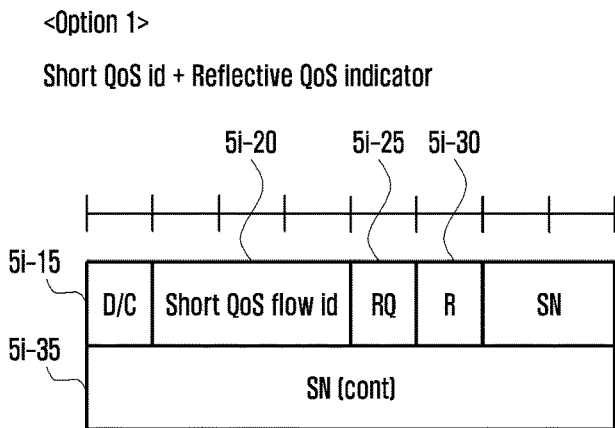 <Option 1>
Short QoS id + Reflective QoS indicator
5i-20 5i-25 5i-30
5i-15
D/C Short QoS flow id RQ R SN
5i-35
SN (cont)